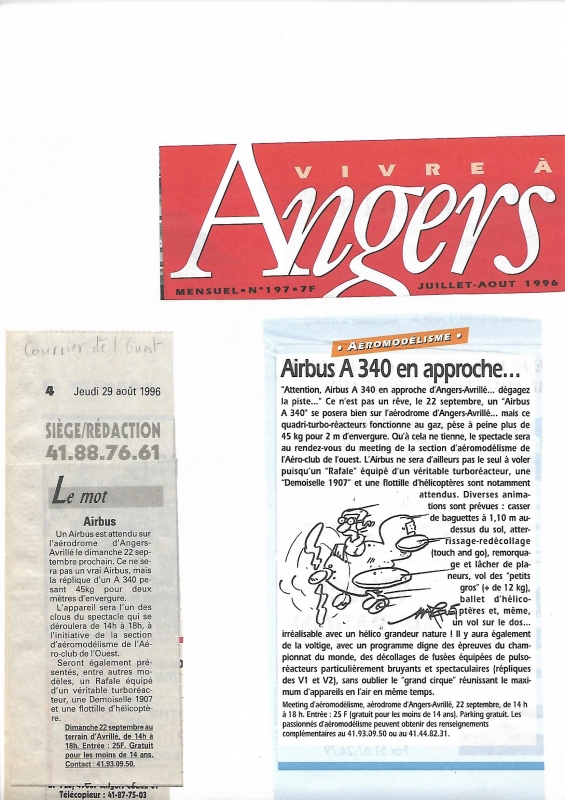 VIVRE À
Angers
MENSUEL • N° 197 • 7F
JUILLET-AOUT 1996
Courrier de l'Ouest
4 Jeudi 29 août 1996
SIÈGE/RÉDACTION
41.88.76.61
Le mot
Airbus
Un Airbus est attendu sur
l'aérodrome d'Angers-
Avrillé le dimanche 22 sep-
tembre prochain. Ce ne se-
ra pas un vrai Airbus, mais
la réplique d'un A 340 pe-
sant 45kg pour deux
mètres d'envergure.
L'appareil sera l'un des
clous du spectacle qui se
déroulera de 14h à 18h, à
l'initiative de la section
d'aéromodélisme de l'Aé-
ro-club de l'Ouest.
Seront également pré-
sentés, entre autres mo-
dèles, un Rafale équipé
d'un véritable turboréac-
teur, une Demoiselle 1907
et une flottille d'hélicoptè-
re.
Dimanche 22 septembre au
terrain d'Avrillé, de 14h à
18h. Entrée : 25F. Gratuit
pour les moins de 14 ans.
Contact : 41.93.09.50.
Télécopieur : 41-87-75-03
• AÉROMODÉLISME •
Airbus A 340 en approche...
"Attention, Airbus A 340 en approche d'Angers-Avrillé... dégagez
la piste..." Ce n'est pas un rêve, le 22 septembre, un "Airbus
A 340" se posera bien sur l'aérodrome d'Angers-Avrillé... mais ce
quadri-turbo-réacteurs fonctionne au gaz, pèse à peine plus de
45 kg pour 2 m d'envergure. Qu'à cela ne tienne, le spectacle sera
au rendez-vous du meeting de la section d'aéromodélisme de
l'Aéro-club de l'ouest. L'Airbus ne sera d'ailleurs pas le seul à voler
puisqu'un "Rafale" équipé d'un véritable turboréacteur, une
"Demoiselle 1907" et une flottille d'hélicoptères sont notamment
attendus. Diverses anima-
tions sont prévues : casser
de baguettes à 1,10 m au-
dessus du sol, atter-
rissage-redécollage
(touch and go), remorqua-
ge et lâcher de pla-
neurs, vol des "petits
gros" (+ de 12 kg),
ballet d'hélico-
ptères et, même,
un vol sur le dos...
irréalisable avec un hélico grandeur nature ! Il y aura également
de la voltige, avec un programme digne des épreuves du cham-
pionnat du monde, des décollages de fusées équipées de pulso-
réacteurs particulièrement bruyants et spectaculaires (répliques
des V1 et V2), sans oublier le "grand cirque" réunissant le maxi-
mum d'appareils en l'air en même temps.
Meeting d'aéromodélisme, aérodrome d'Angers-Avrillé, 22 septembre, de 14 h
à 18 h. Entrée : 25 F (gratuit pour les moins de 14 ans). Parking gratuit. Les
passionnés d'aéromodélisme peuvent obtenir des renseignements
complémentaires au 41.93.09.50 ou au 41.44.82.31.